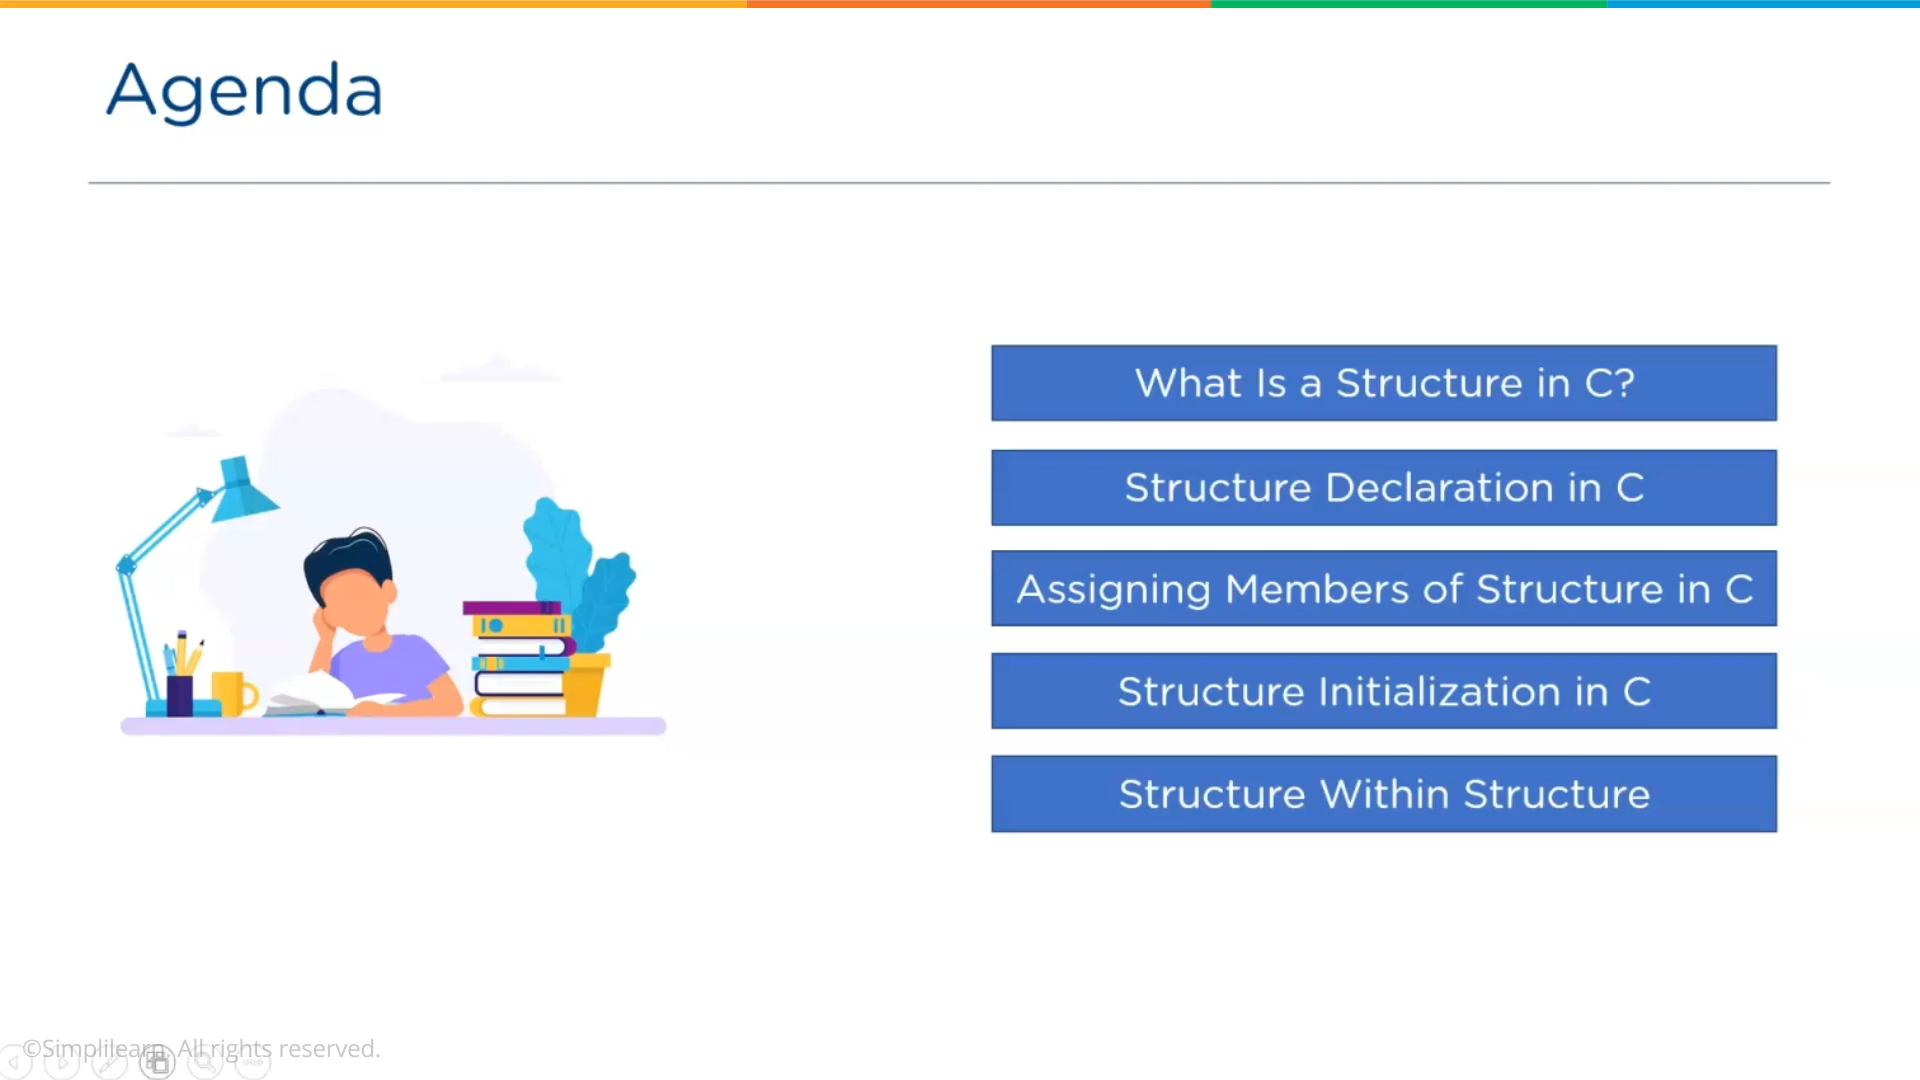 Agenda
What Is a Structure in C?
Structure Declaration in C
Assigning Members of Structure in C
Structure Initialization in C
Structure Within Structure
©Simplilearn. All rights reserved.